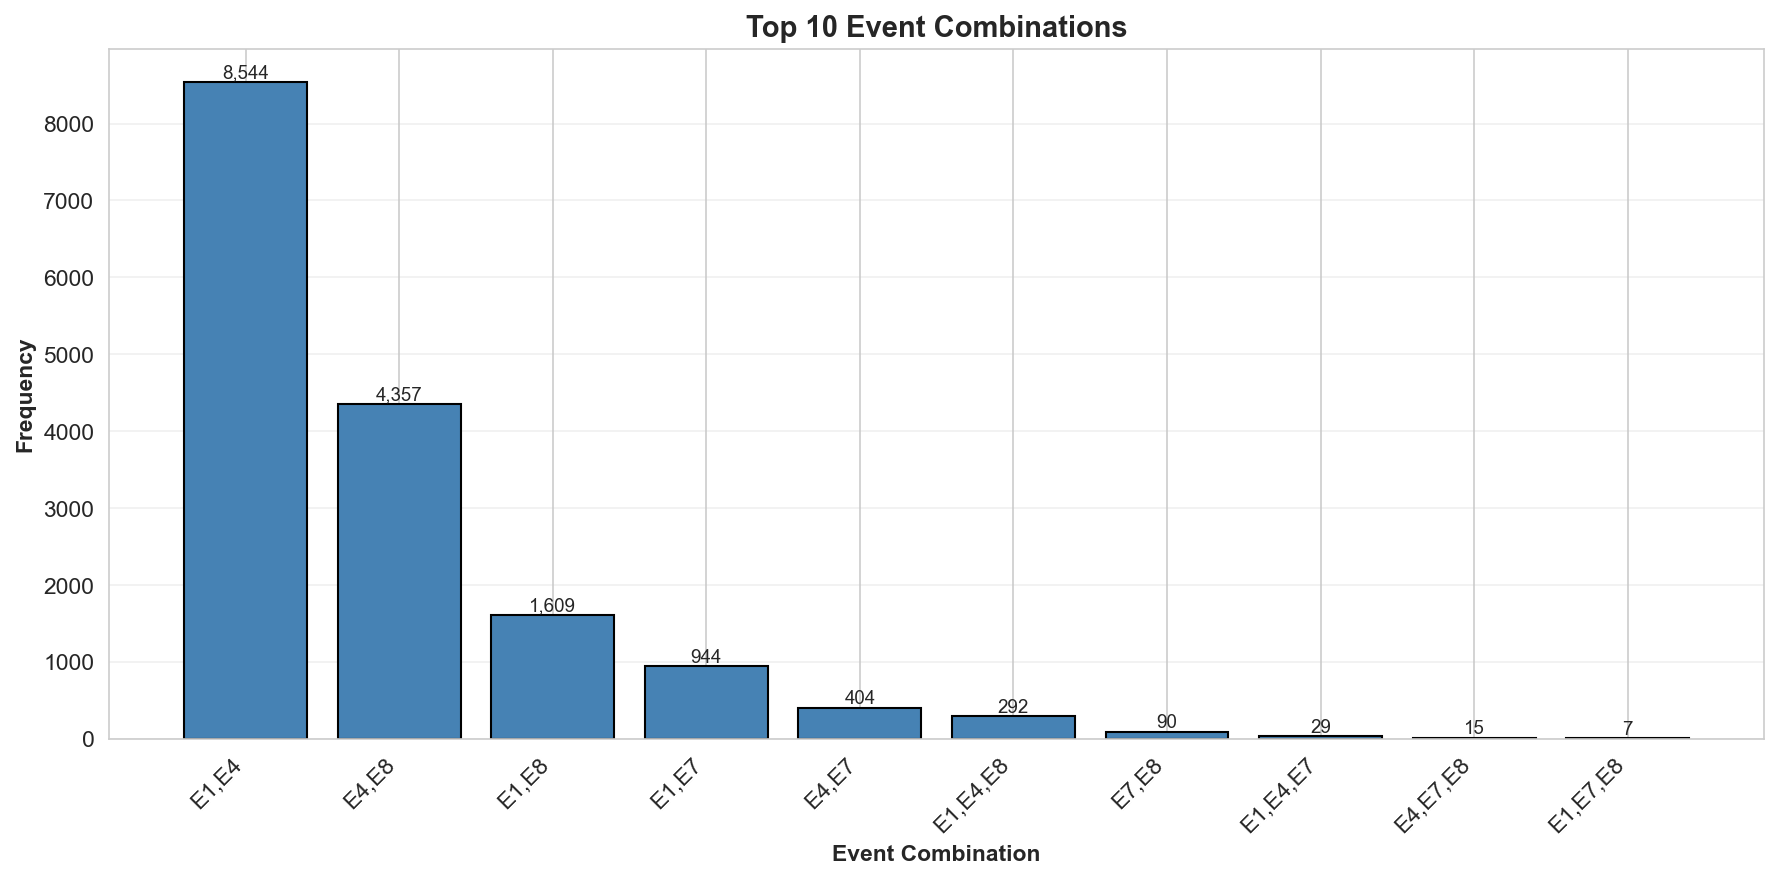 Top 10 Event Combinations
Frequency
8000
7000
6000
5000
4000
3000
2000
1000
0
8,544
4,357
1,609
944
404
292
90
29
15
7
E1,E4
E4,E8
E1,E8
E1,E7
E4,E7
E1,E4,E8
E7,E8
E1,E4,E7
E4,E7,E8
E1,E7,E8
Event Combination